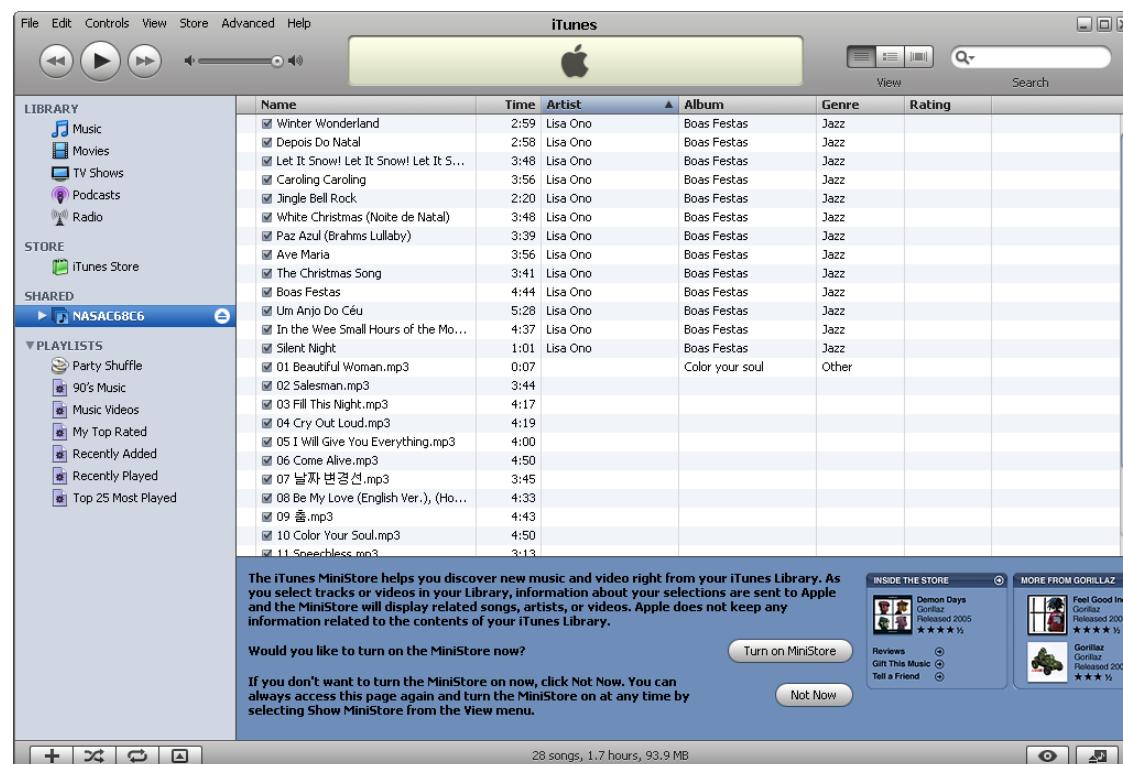 File Edit Controls View Store Advanced Help
iTunes
View
Search
LIBRARY
Music
Movies
TV Shows
Podcasts
Radio
STORE
iTunes Store
SHARED
NASAC68C6
PLAYLISTS
Party Shuffle
90's Music
Music Videos
My Top Rated
Recently Added
Recently Played
Top 25 Most Played
Name Time Artist Album Genre Rating
Winter Wonderland 2:59 Lisa Ono Boas Festas Jazz
Depois Do Natal 2:58 Lisa Ono Boas Festas Jazz
Let It Snow! Let It Snow! Let It S... 3:48 Lisa Ono Boas Festas Jazz
Caroling Caroling 3:56 Lisa Ono Boas Festas Jazz
Jingle Bell Rock 2:20 Lisa Ono Boas Festas Jazz
White Christmas (Noite de Natal) 3:48 Lisa Ono Boas Festas Jazz
Paz Azul (Brahms Lullaby) 3:39 Lisa Ono Boas Festas Jazz
Ave Maria 3:56 Lisa Ono Boas Festas Jazz
The Christmas Song 3:41 Lisa Ono Boas Festas Jazz
Boas Festas 4:44 Lisa Ono Boas Festas Jazz
Um Anjo Do Céu 5:28 Lisa Ono Boas Festas Jazz
In the Wee Small Hours of the Mo... 4:37 Lisa Ono Boas Festas Jazz
Silent Night 1:01 Lisa Ono Boas Festas Jazz
01 Beautiful Woman.mp3 0:07 Color your soul Other
02 Salesman.mp3 3:44
03 Fill This Night.mp3 4:17
04 Cry Out Loud.mp3 4:19
05 I Will Give You Everything.mp3 4:00
06 Come Alive.mp3 4:50
07 날짜 변경선.mp3 3:45
08 Be My Love (English Ver.), (Ho... 4:33
09 춤.mp3 4:43
10 Color Your Soul.mp3 4:50
11 Speechless.mp3 3:13
The iTunes MiniStore helps you discover new music and video right from your iTunes Library. As
you select tracks or videos in your Library, information about your selections are sent to Apple
and the MiniStore will display related songs, artists, or videos. Apple does not keep any
information related to the contents of your iTunes Library.
Would you like to turn on the MiniStore now?
Turn on MiniStore
If you don't want to turn the MiniStore on now, click Not Now. You can
always access this page again and turn the MiniStore on at any time by
selecting Show MiniStore from the View menu.
Not Now
INSIDE THE STORE
Demon Days
Gorillaz
Released 2005
Reviews
Gift This Music
Tell a Friend
MORE FROM GORILLAZ
Feel Good In
Gorillaz
Released 200
Gorillaz
Gorillaz
Released 200
28 songs, 1.7 hours, 93.9 MB